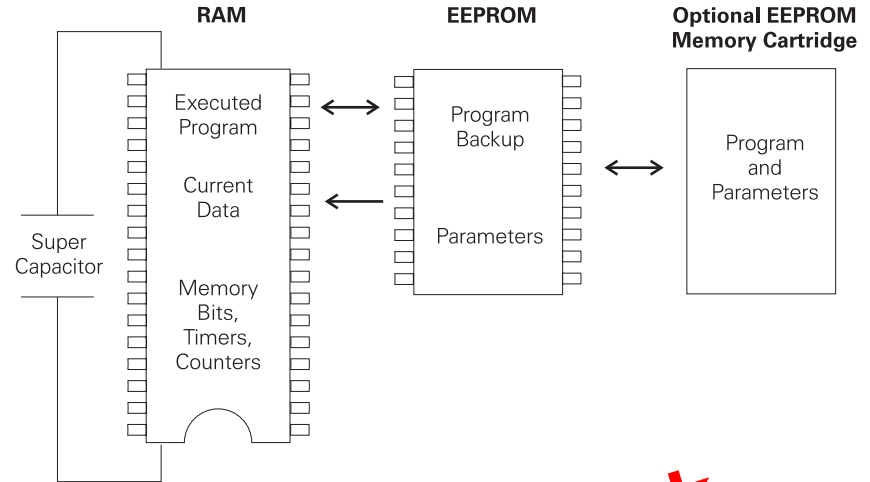 RAM
EEPROM
Optional EEPROM
Memory Cartridge
Executed
Program
Current
Data
Memory
Bits,
Timers,
Counters
Super
Capacitor
Program
Backup
Parameters
Program
and
Parameters